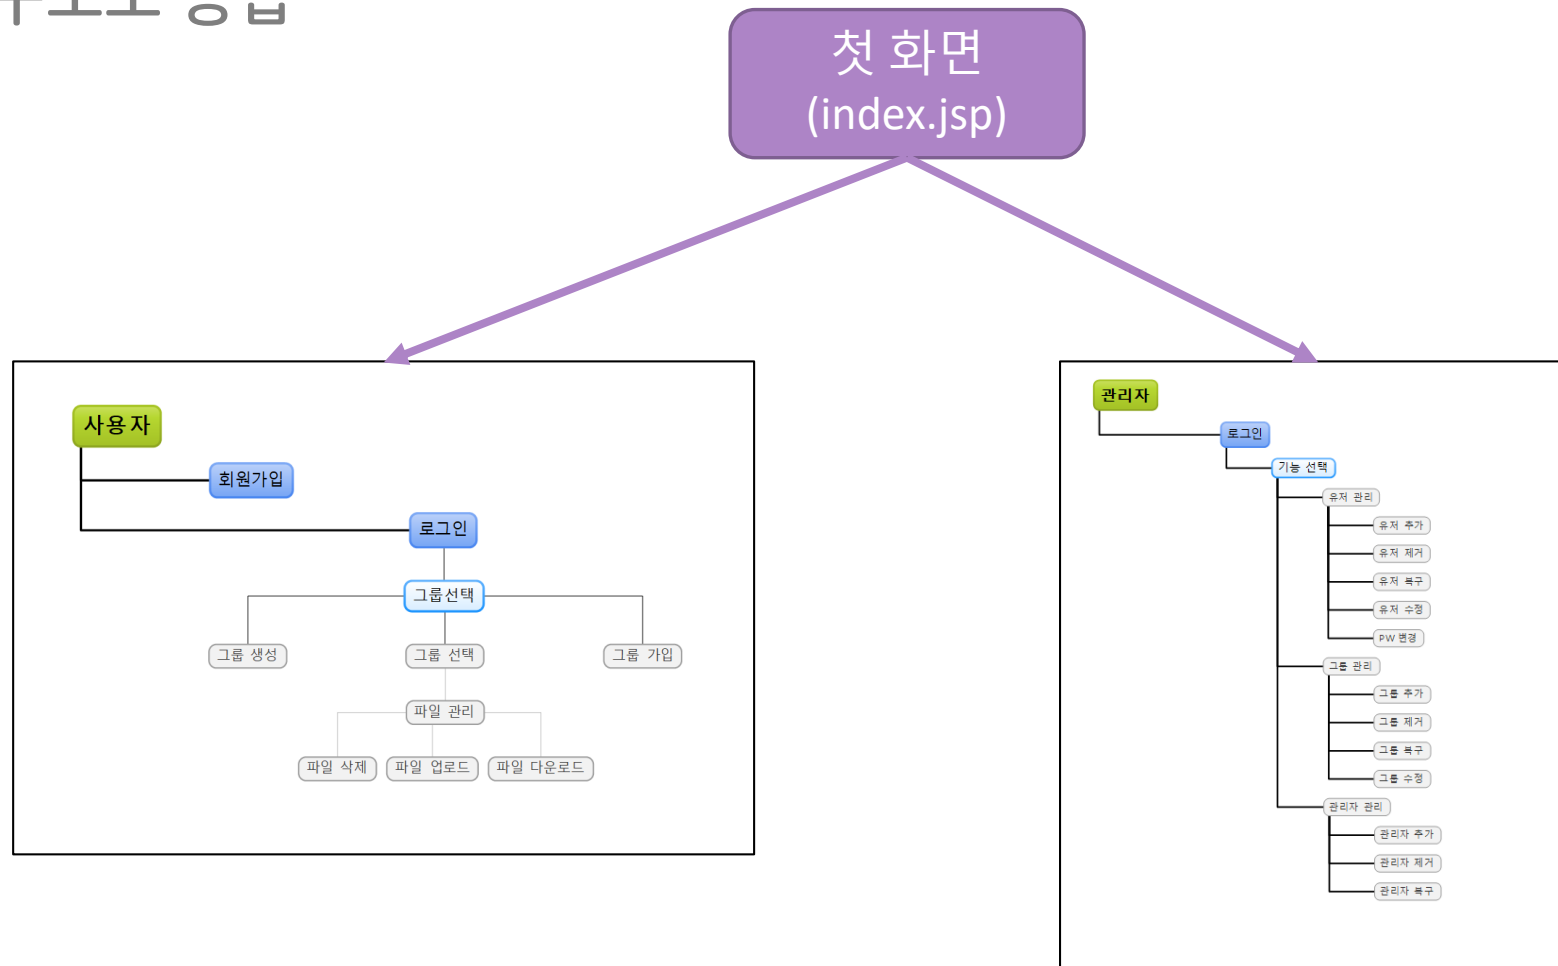 첫 화면
(index.jsp)
사용자
회원가입
로그인
그룹선택
그룹 생성
그룹 선택
그룹 가입
파일 관리
파일 삭제
파일 업로드
파일 다운로드
관리자
로그인
기능 선택
유저 관리
유저 추가
유저 제거
유저 복구
유저 수정
PW 변경
그룹 관리
그룹 추가
그룹 제거
그룹 복구
그룹 수정
관리자 관리
관리자 추가
관리자 제거
관리자 복구